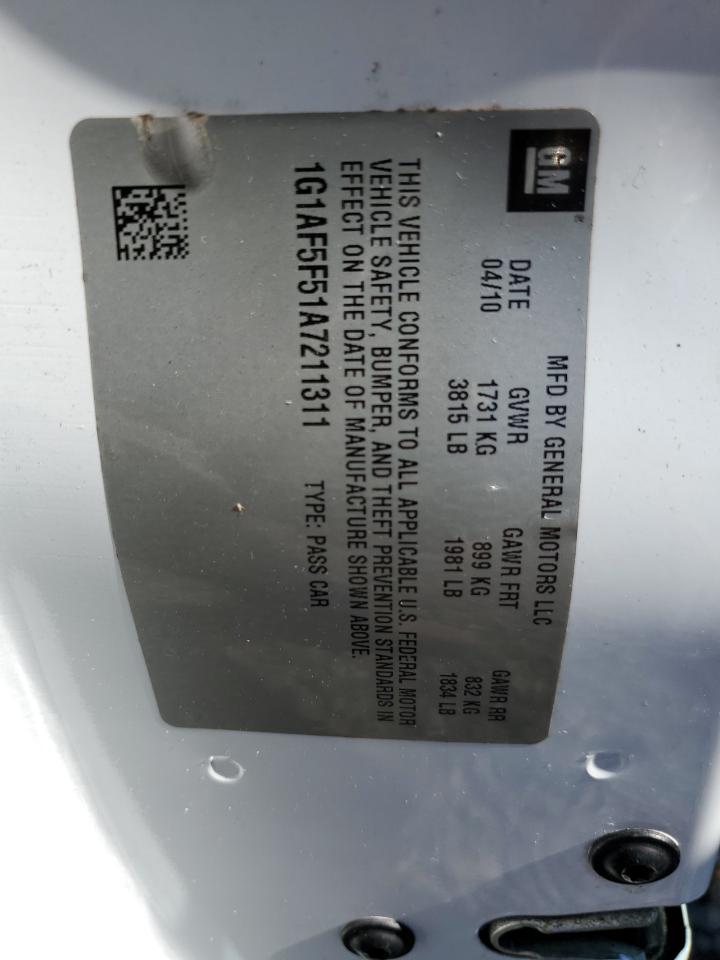 GM
®
MFD BY GENERAL MOTORS LLC
DATE GVWR GAWR FRT GAWR RR
04/10 1731 KG 899 KG 832 KG
3815 LB 1981 LB 1834 LB
THIS VEHICLE CONFORMS TO ALL APPLICABLE U.S. FEDERAL MOTOR
VEHICLE SAFETY, BUMPER, AND THEFT PREVENTION STANDARDS IN
EFFECT ON THE DATE OF MANUFACTURE SHOWN ABOVE.
1G1AF5F51A7211311 TYPE: PASS CAR